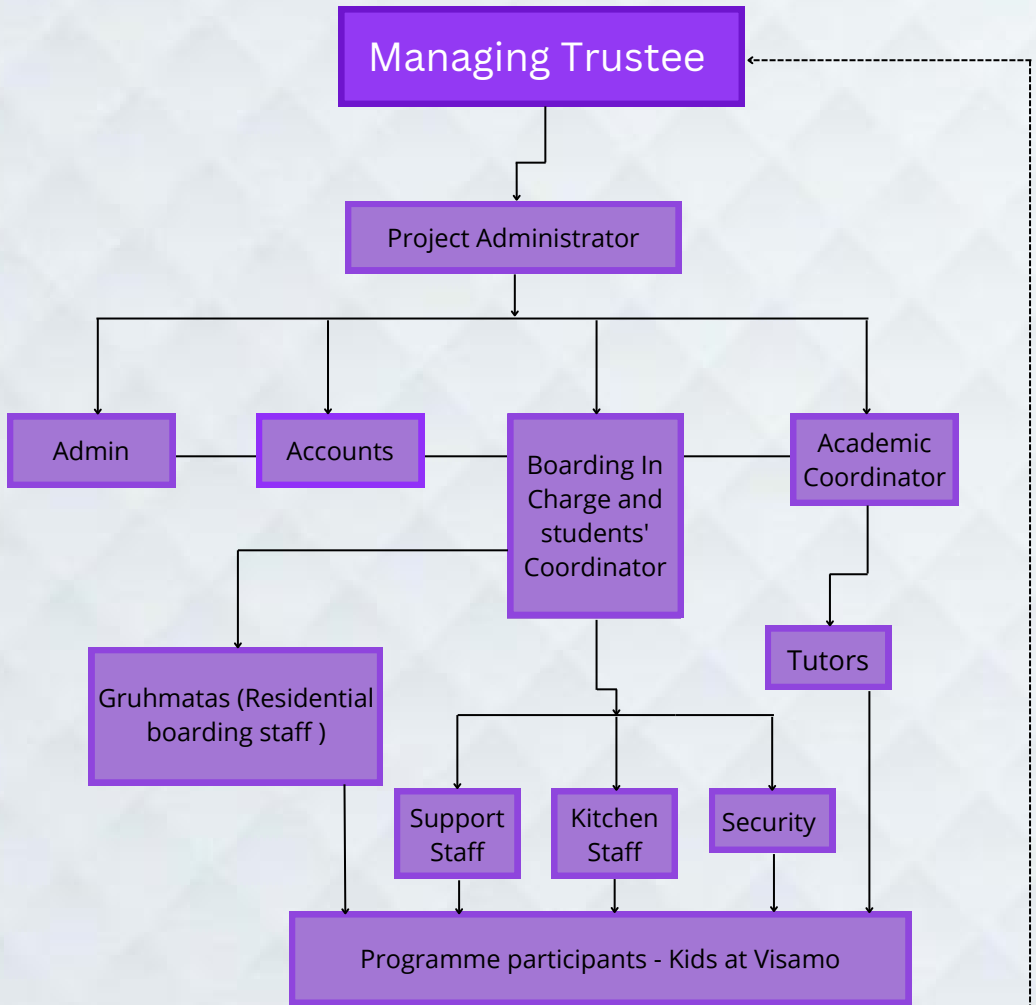 Managing Trustee
Project Administrator
Admin
Accounts
Boarding In
Charge and
students'
Coordinator
Academic
Coordinator
Gruhmatas (Residential
boarding staff )
Tutors
Support
Staff
Kitchen
Staff
Security
Programme participants - Kids at Visamo